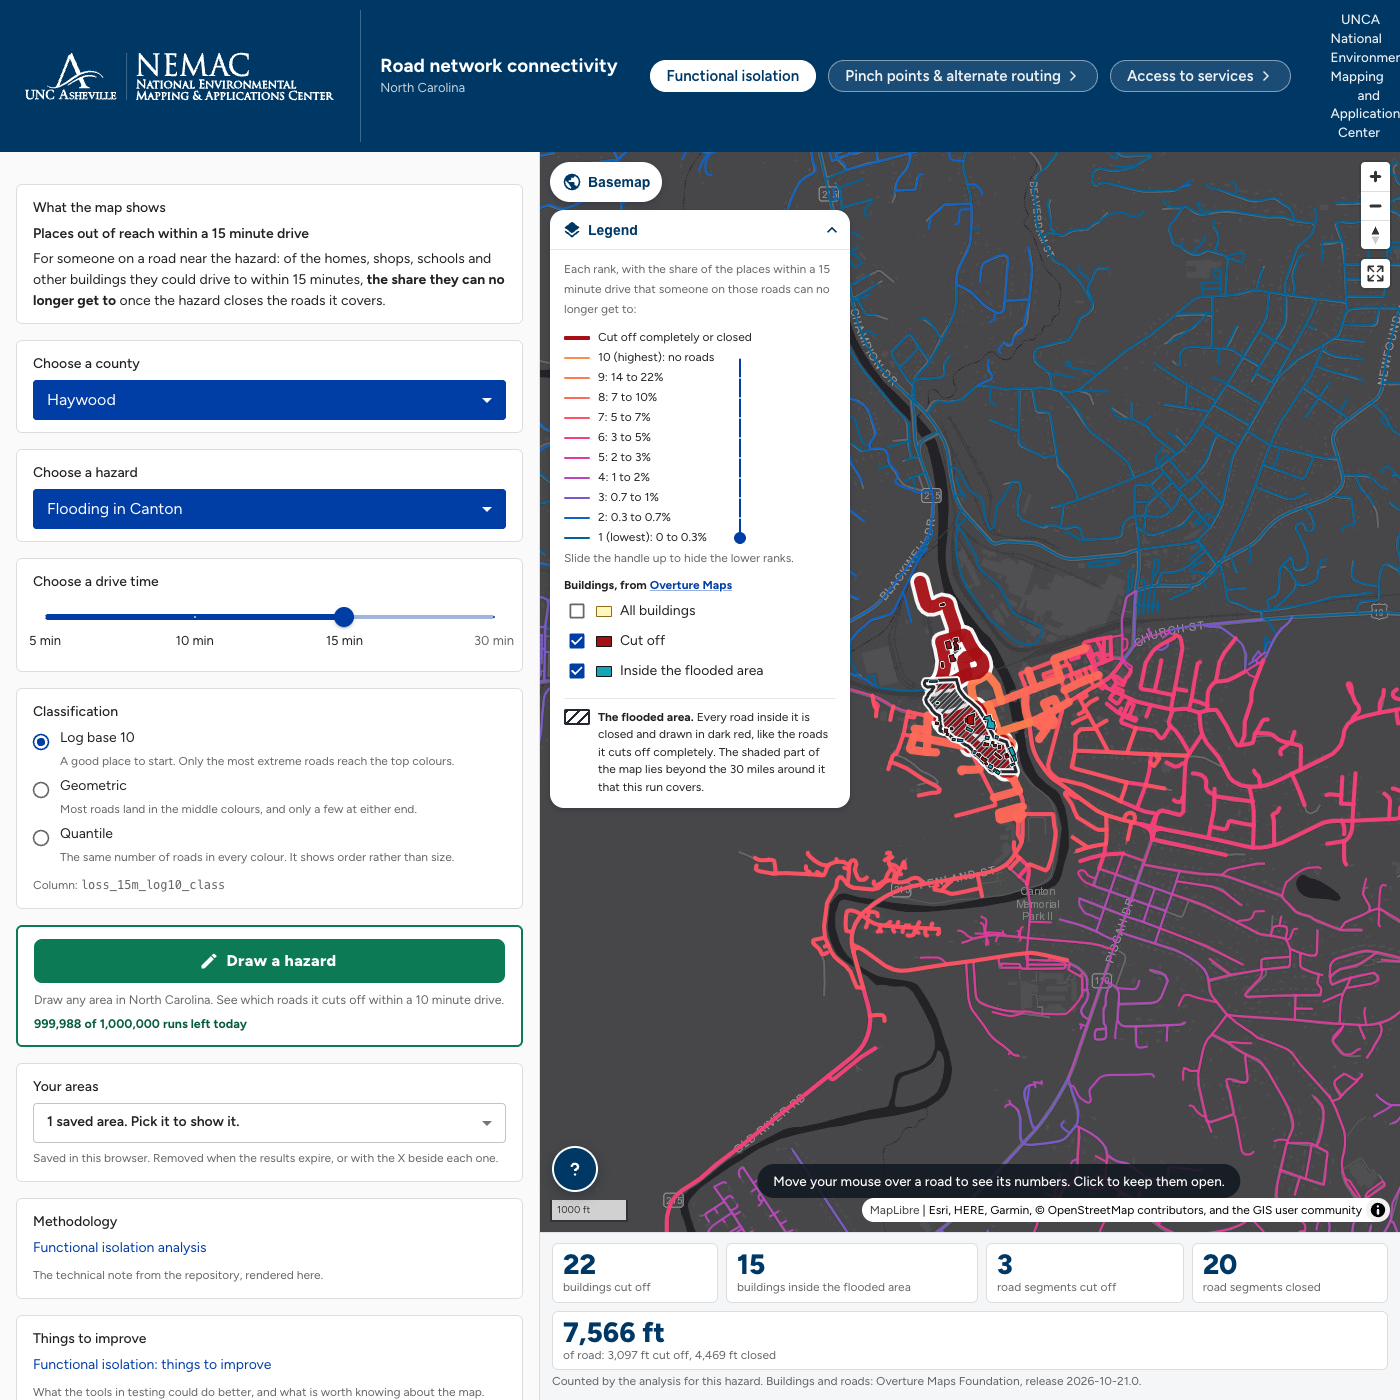 UNC ASHEVILLE
NEMAC
NATIONAL ENVIRONMENTAL
MAPPING & APPLICATIONS CENTER
Road network connectivity
North Carolina
Functional isolation
Pinch points & alternate routing
Access to services
UNCA
National
Environmen
Mapping
and
Application
Center
What the map shows
Places out of reach within a 15 minute drive
For someone on a road near the hazard: of the homes, shops, schools and
other buildings they could drive to within 15 minutes, the share they can no
longer get to once the hazard closes the roads it covers.
Choose a county
Haywood
Choose a hazard
Flooding in Canton
Choose a drive time
5 min
10 min
15 min
30 min
Classification
Log base 10
A good place to start. Only the most extreme roads reach the top colours.
Geometric
Most roads land in the middle colours, and only a few at either end.
Quantile
The same number of roads in every colour. It shows order rather than size.
Column: loss_15m_log10_class
Draw a hazard
Draw any area in North Carolina. See which roads it cuts off within a 10 minute drive.
999,988 of 1,000,000 runs left today
Your areas
1 saved area. Pick it to show it.
Saved in this browser. Removed when the results expire, or with the X beside each one.
Methodology
Functional isolation analysis
The technical note from the repository, rendered here.
Things to improve
Functional isolation: things to improve
What the tools in testing could do better, and what is worth knowing about the map.
Basemap
Legend
Each rank, with the share of the places within a 15
minute drive that someone on those roads can no
longer get to:
Cut off completely or closed
10 (highest): no roads
9: 14 to 22%
8: 7 to 10%
7: 5 to 7%
6: 3 to 5%
5: 2 to 3%
4: 1 to 2%
3: 0.7 to 1%
2: 0.3 to 0.7%
1 (lowest): 0 to 0.3%
Slide the handle up to hide the lower ranks.
Buildings, from Overture Maps
All buildings
Cut off
Inside the flooded area
The flooded area. Every road inside it is
closed and drawn in dark red, like the roads
it cuts off completely. The shaded part of
the map lies beyond the 30 miles around it
that this run covers.
215
BEAVERDAM ST
CHAMPION DR
NEWFOUND
215
BLACKWELL DR
19
CHURCH ST
PENLAND ST
215
Canton
Memorial
Park II
PISGAH DR
110
OLD RIVER RD
215
?
1000 ft
Move your mouse over a road to see its numbers. Click to keep them open.
MapLibre | Esri, HERE, Garmin, © OpenStreetMap contributors, and the GIS user community
22
buildings cut off
15
buildings inside the flooded area
3
road segments cut off
20
road segments closed
7,566 ft
of road: 3,097 ft cut off, 4,469 ft closed
Counted by the analysis for this hazard. Buildings and roads: Overture Maps Foundation, release 2026-10-21.0.